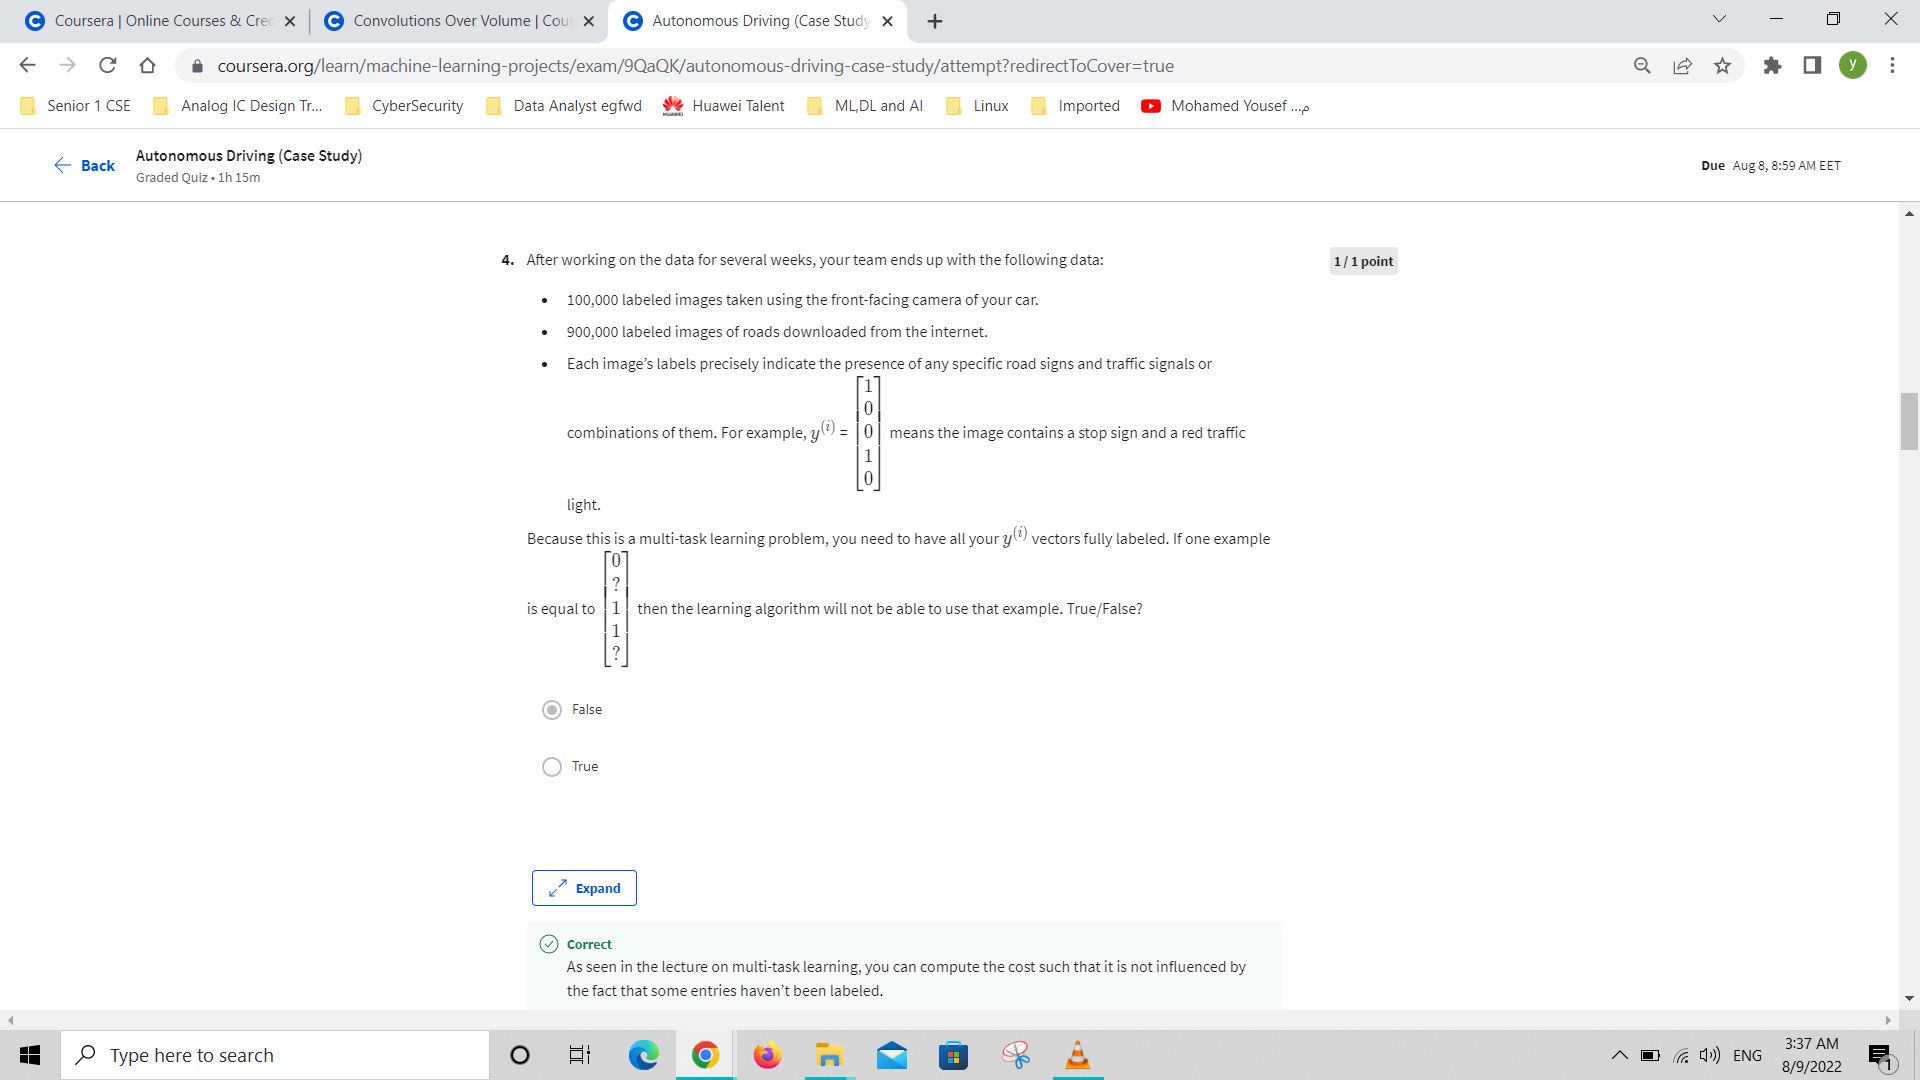 Coursera | Online Courses & Cre
Convolutions Over Volume | Cou
Autonomous Driving (Case Study
coursera.org/learn/machine-learning-projects/exam/9QaQK/autonomous-driving-case-study/attempt?redirectToCover=true
y
Senior 1 CSE
Analog IC Design Tr...
CyberSecurity
Data Analyst egfwd
Huawei Talent
ML,DL and AI
Linux
Imported
Mohamed Yousef ...م
Back
Autonomous Driving (Case Study)
Graded Quiz • 1h 15m
Due Aug 8, 8:59 AM EET
4. After working on the data for several weeks, your team ends up with the following data:
1 / 1 point
• 100,000 labeled images taken using the front-facing camera of your car.
• 900,000 labeled images of roads downloaded from the internet.
• Each image’s labels precisely indicate the presence of any specific road signs and traffic signals or
combinations of them. For example, y(i) = [1 0 0 1 0] means the image contains a stop sign and a red traffic
light.
Because this is a multi-task learning problem, you need to have all your y(i) vectors fully labeled. If one example
is equal to [0 ? 1 1 ?] then the learning algorithm will not be able to use that example. True/False?
False
True
Expand
Correct
As seen in the lecture on multi-task learning, you can compute the cost such that it is not influenced by
the fact that some entries haven’t been labeled.
Type here to search
ENG
3:37 AM
8/9/2022
1